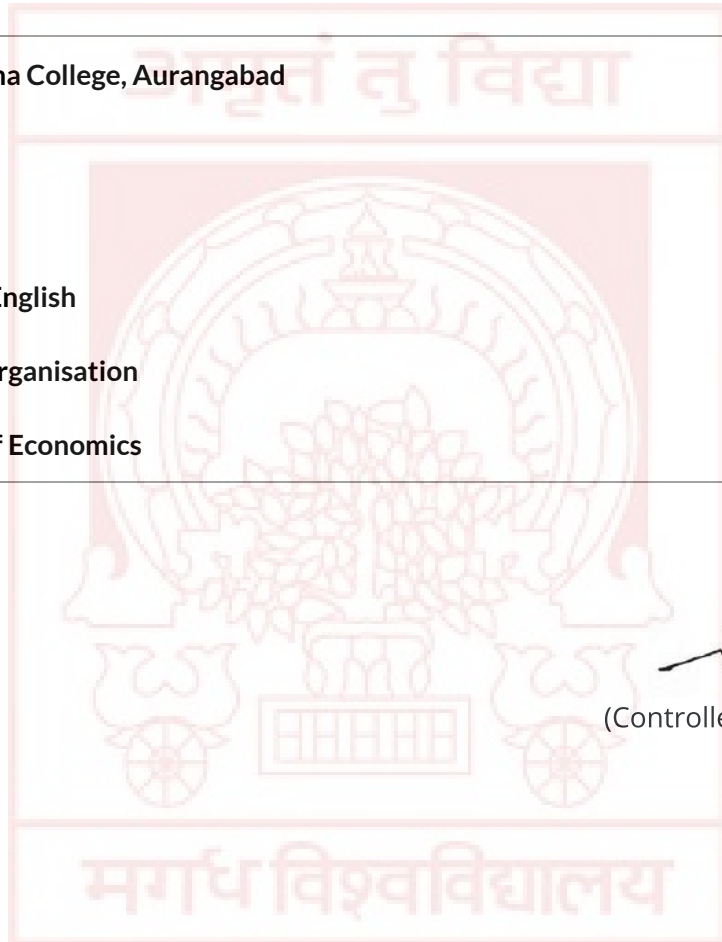 अमृतं तु विद्या
na College, Aurangabad
English
rganisation
f Economics
(Controlle
मगध विश्वविद्यालय